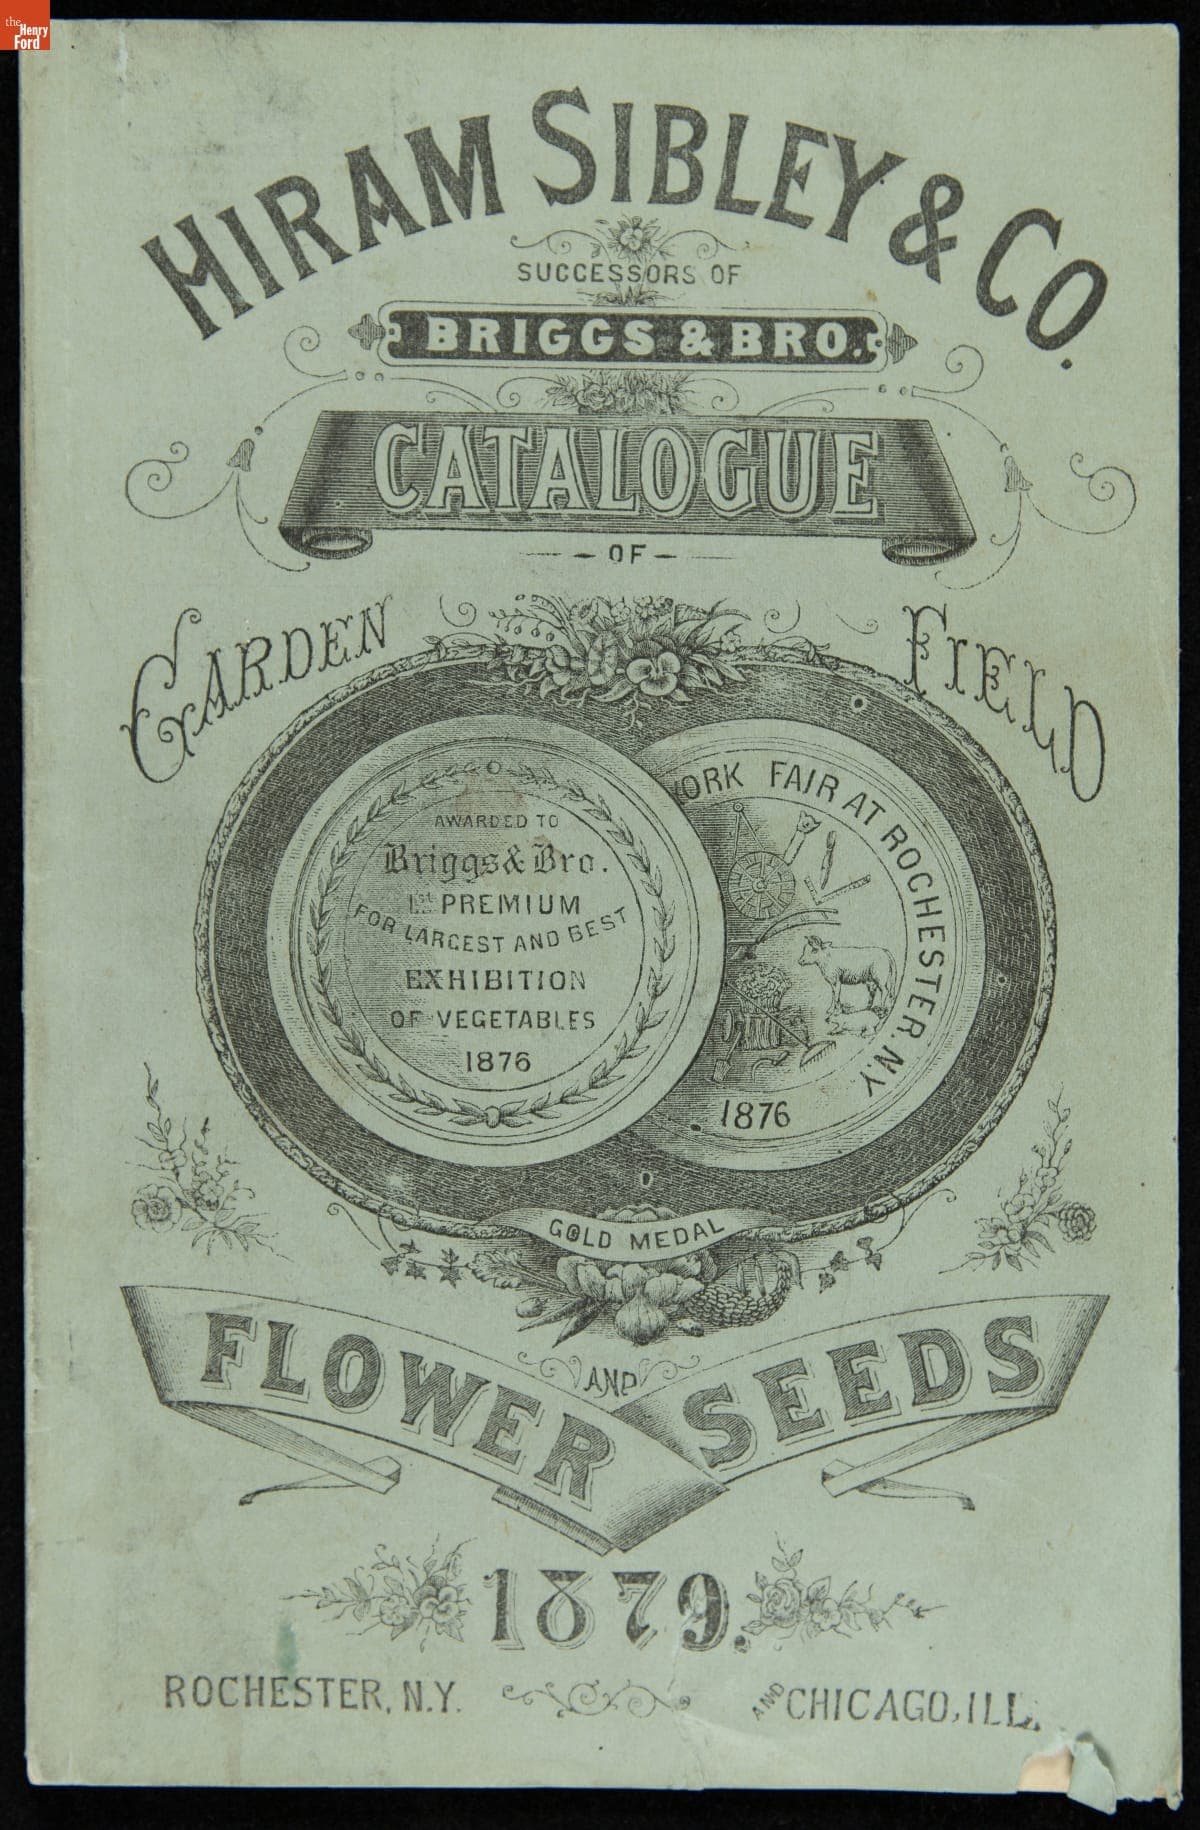 the
Henry
Ford
HIRAM SIBLEY & CO.
SUCCESSORS OF
BRIGGS & BRO.
CATALOGUE
OF
GARDEN
FIELD
AWARDED TO
Briggs & Bro.
1st PREMIUM
FOR LARGEST AND BEST
EXHIBITION
OF VEGETABLES
1876
ORK FAIR AT ROCHESTER. N.Y.
1876
GOLD MEDAL
FLOWER
AND
SEEDS
1879.
ROCHESTER, N.Y.
AND CHICAGO, ILL.